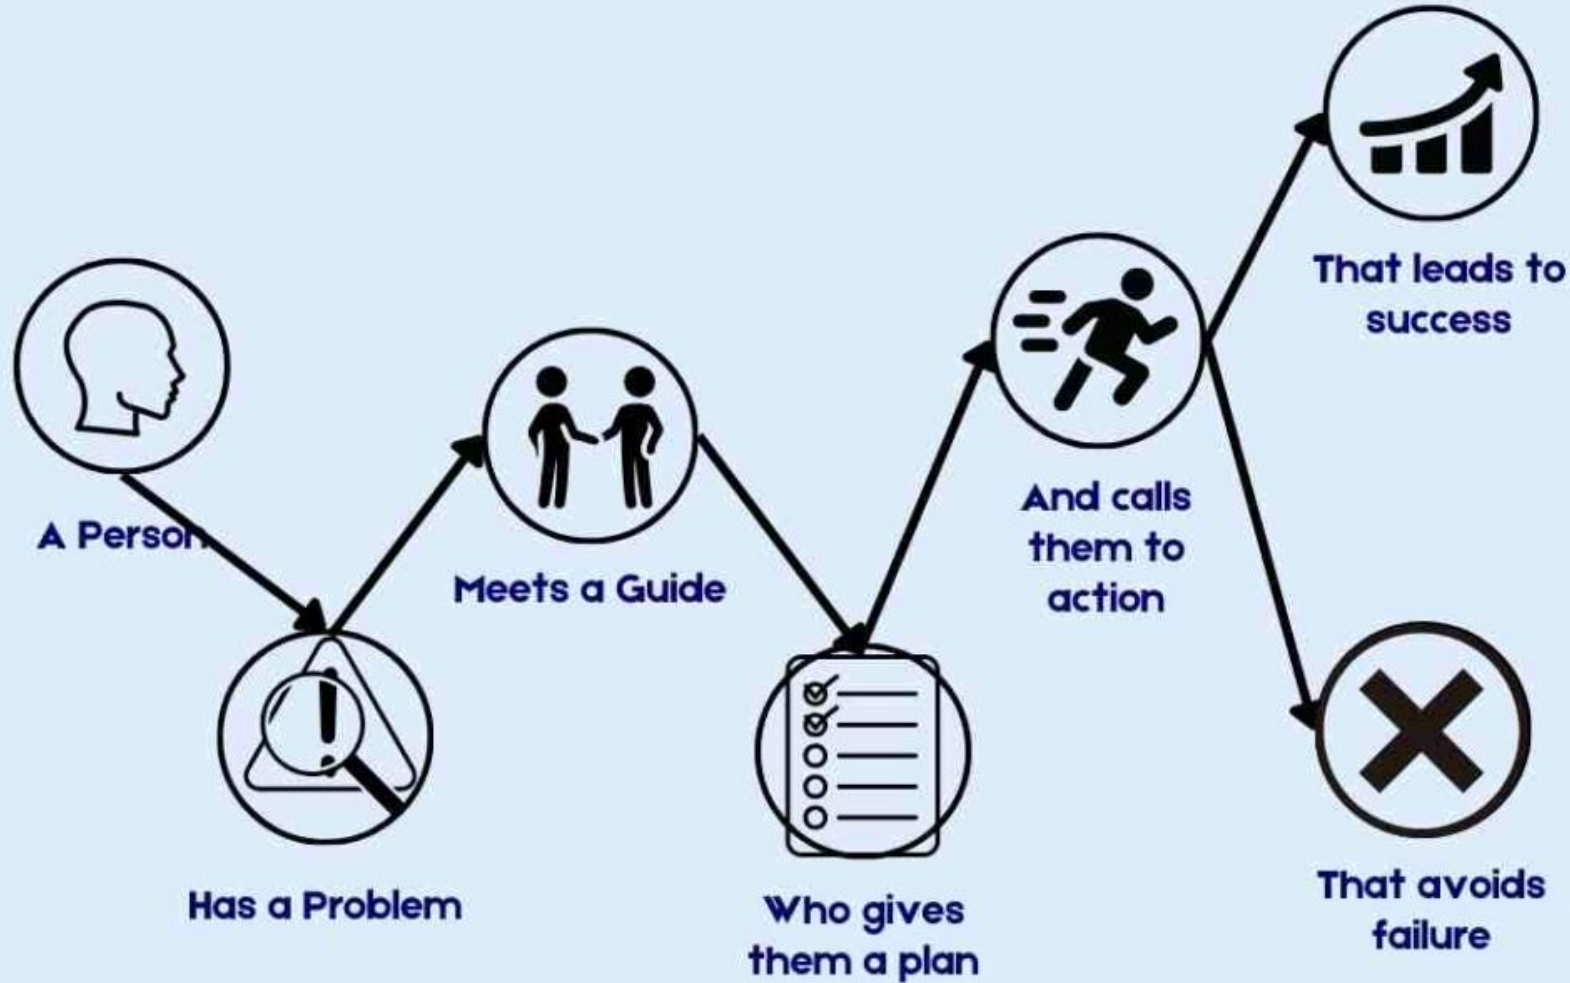 A Person
Has a Problem
Meets a Guide
Who gives
them a plan
And calls
them to
action
That leads to
success
That avoids
failure